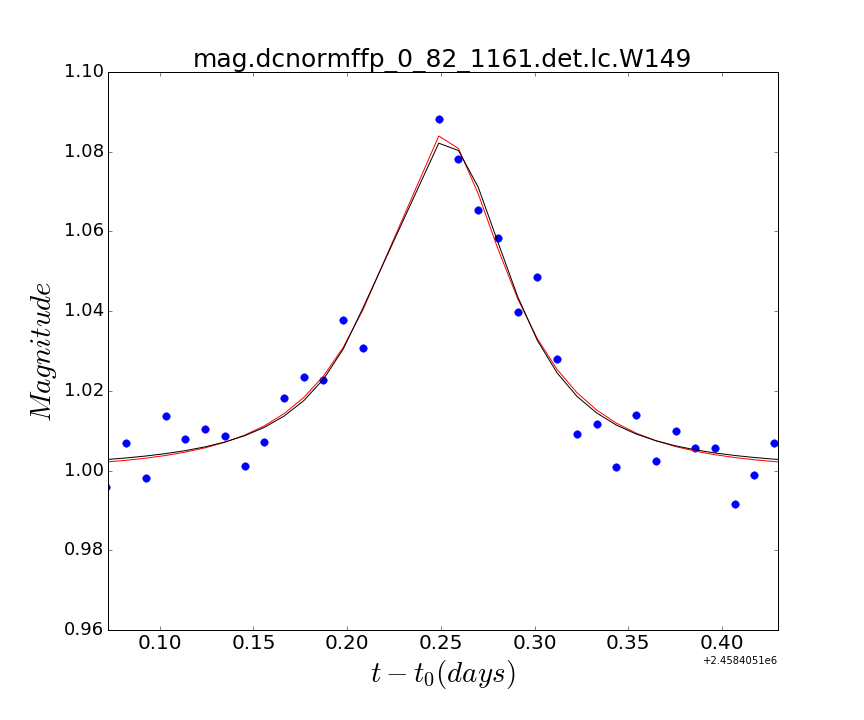 mag.dcnormffp_0_82_1161.det.lc.W149
1.10
1.08
1.06
1.04
1.02
1.00
0.98
0.96
Magnitude
0.10 0.15 0.20 0.25 0.30 0.35 0.40
+2.4584051e6
t − t₀(days)